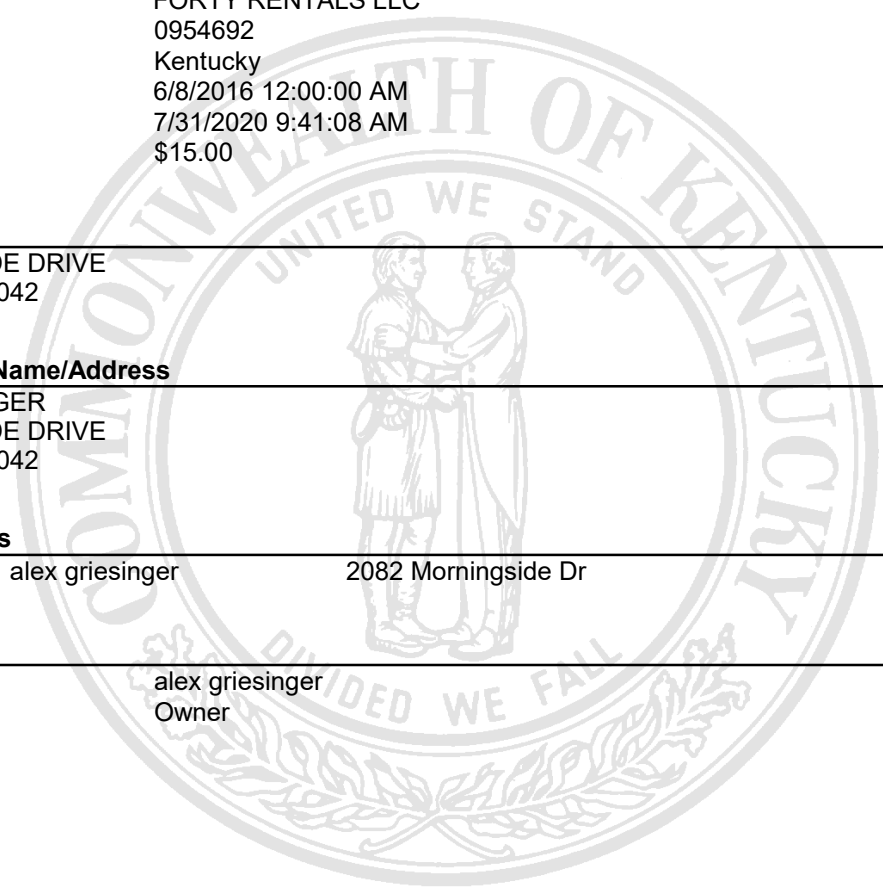 FORTY RENTALS LLC
0954692
Kentucky
6/8/2016 12:00:00 AM
7/31/2020 9:41:08 AM
$15.00
DE DRIVE
042
Name/Address
GER
DE DRIVE
042
s
alex griesinger 2082 Morningside Dr
alex griesinger
Owner
COMMONWEALTH OF KENTUCKY
UNITED WE STAND
DIVIDED WE FALL